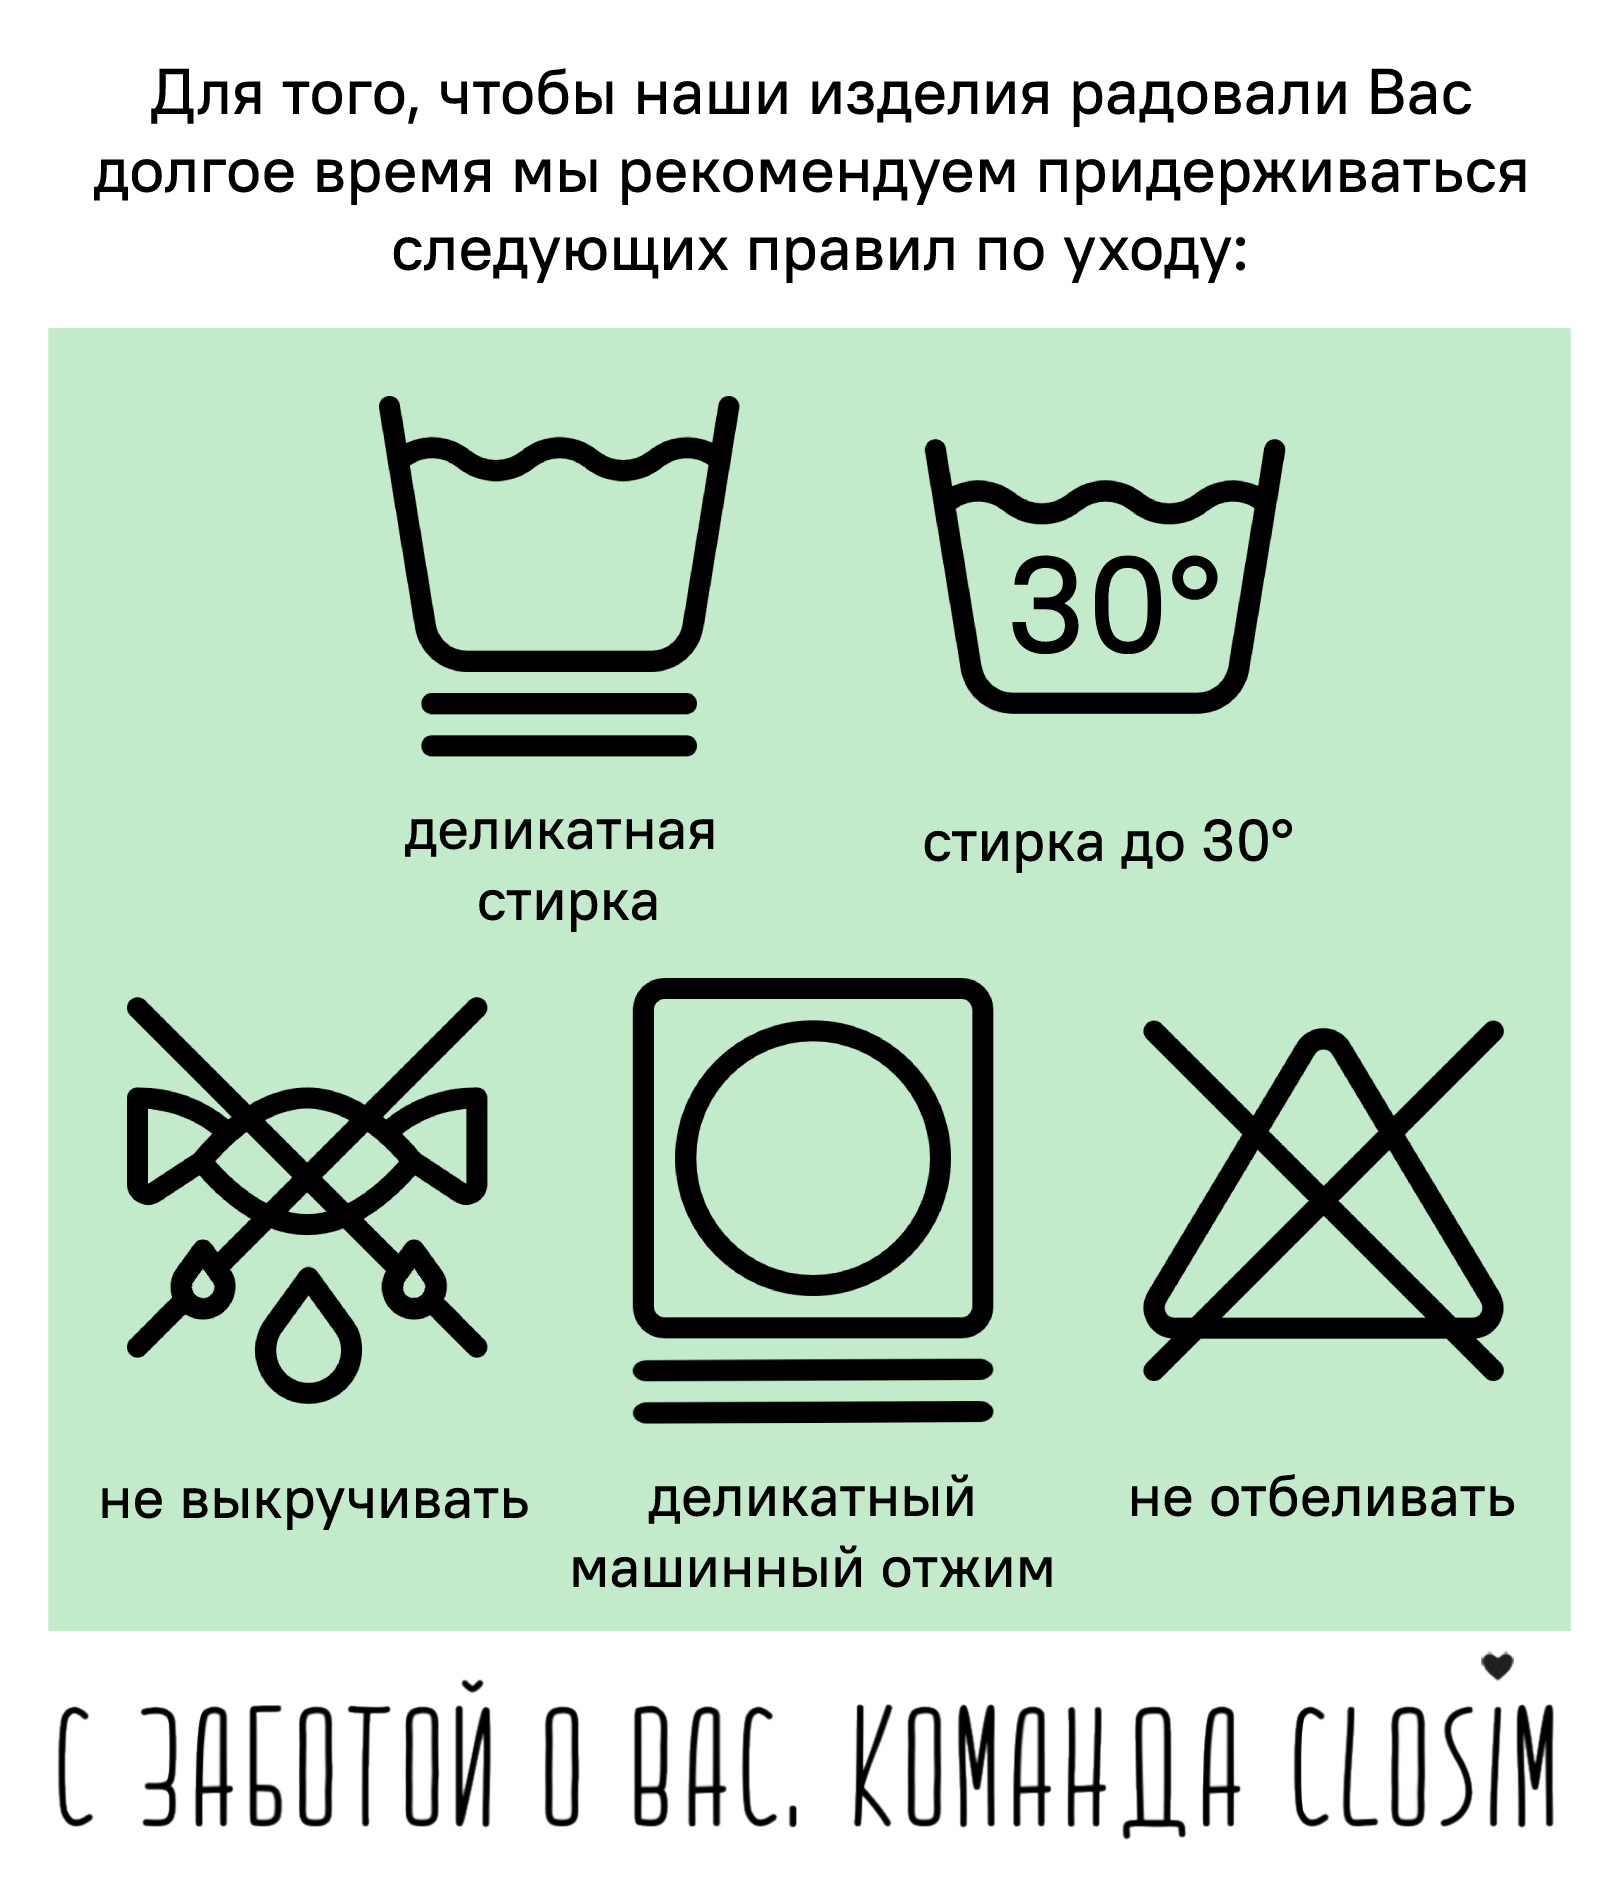 Для того, чтобы наши изделия радовали Вас
долгое время мы рекомендуем придерживаться
следующих правил по уходу:
30°
деликатная
стирка
стирка до 30°
не выкручивать
деликатный
машинный отжим
не отбеливать
С ЗАБОТОЙ О ВАС. КОМАНДА CLOSIM